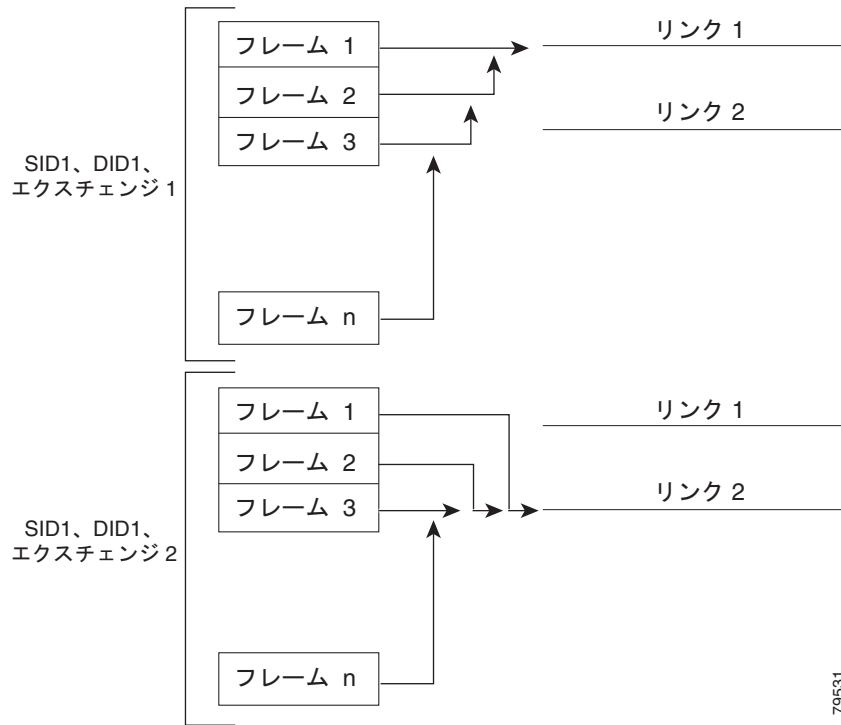 フレーム 1
フレーム 2
フレーム 3
SID1、DID1、
エクスチェンジ 1
フレーム n
リンク 1
リンク 2
フレーム 1
フレーム 2
フレーム 3
SID1、DID1、
エクスチェンジ 2
フレーム n
リンク 1
リンク 2
79531